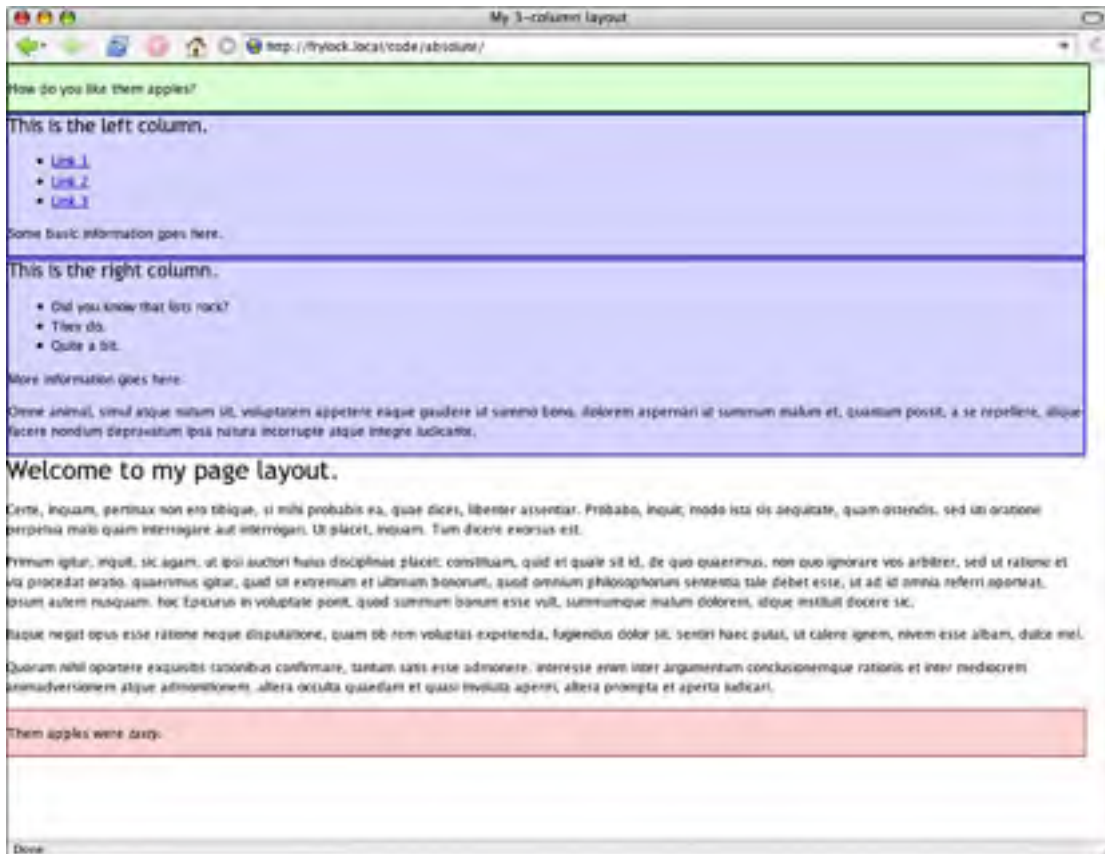 My 3-column layout
http://frylock.local/code/absolute/
How do you like them apples?
This is the left column.
Link 1
Link 2
Link 3
Some basic information goes here.
This is the right column.
Did you know that lists rock?
They do.
Quite a bit.
More information goes here.
Omne animal, simul atque natum sit, voluptatem appetere eaque gaudere ut summo bono, dolorem aspernari ut summum malum et, quantum possit, a se repellere, idque
facere nondum depravatum ipsa natura incorrupte atque integre iudicante.
Welcome to my page layout.
Certe, inquam, pertinax non ero tibique, si mihi probabis ea, quae dices, libenter assentiar. Probabo, inquit, modo ista sis aequitate, quam ostendis. sed uti oratione
perpetua malo quam interrogare aut interrogari. Ut placet, inquam. Tum dicere exorsus est.
Primum igitur, inquit, sic agam, ut ipsi auctori huius disciplinae placet: constituam, quid et quale sit id, de quo quaerimus, non quo ignorare vos arbitrer, sed ut ratione et
via procedat oratio. quaerimus igitur, quid sit extremum et ultimum bonorum, quod omnium philosophorum sententia tale debet esse, ut ad id omnia referri oporteat,
ipsum autem nusquam. hoc Epicurus in voluptate ponit, quod summum bonum esse vult, summumque malum dolorem, idque instituit docere sic.
Itaque negat opus esse ratione neque disputatione, quam ob rem voluptas expetenda, fugiendus dolor sit. sentiri haec putat, ut calere ignem, nivem esse albam, dulce mel.
Quorum nihil oportere exquisitis rationibus confirmare, tantum satis esse admonere. interesse enim inter argumentum conclusionemque rationis et inter mediocrem
animadversionem atque admonitionem. altera occulta quaedam et quasi involuta aperiri, altera prompta et aperta iudicari.
Them apples were tasty.
Done